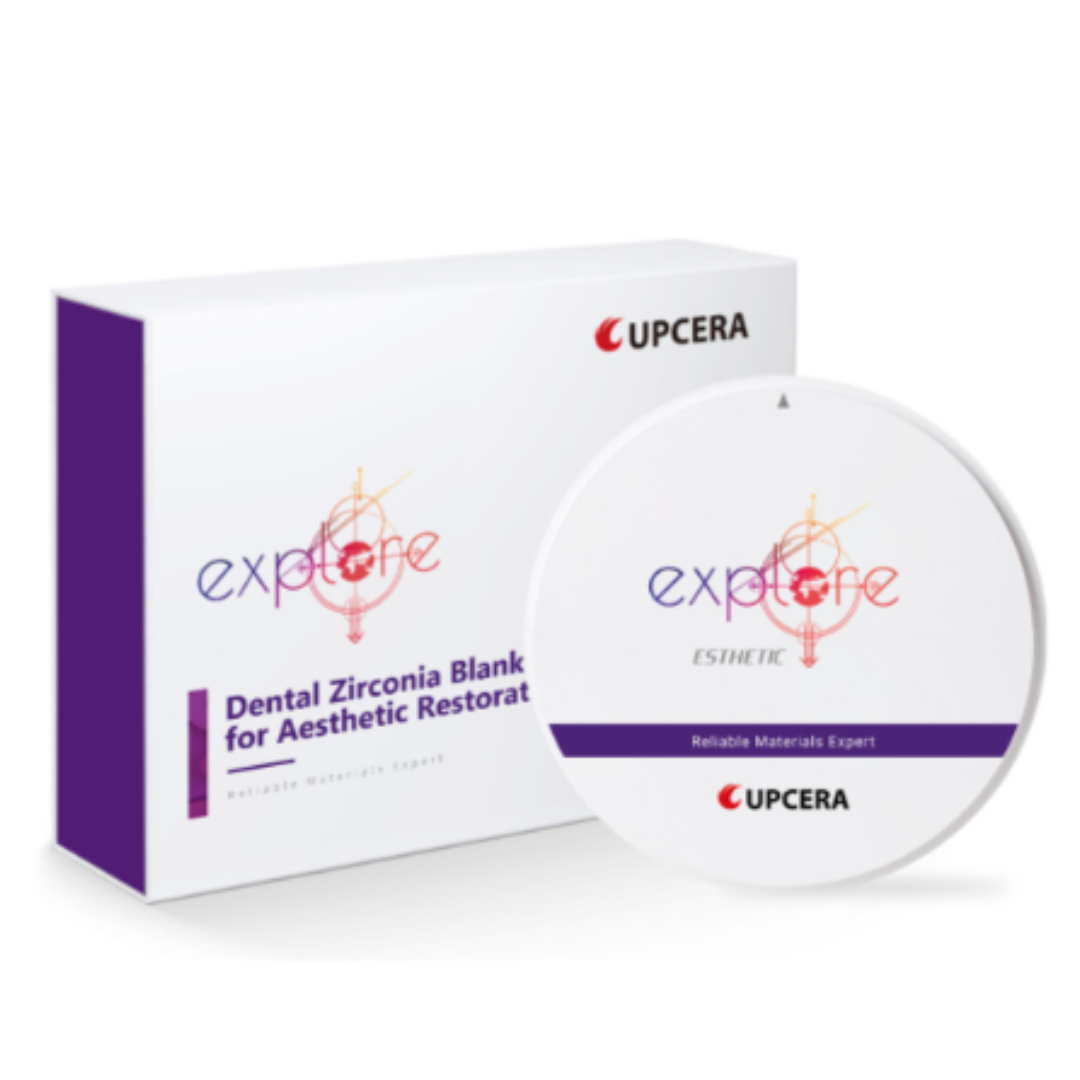 UPCERA
explore
Dental Zirconia Blank
for Aesthetic Restorat
Reliable Materials Expert
explore
ESTHETIC
Reliable Materials Expert
UPCERA